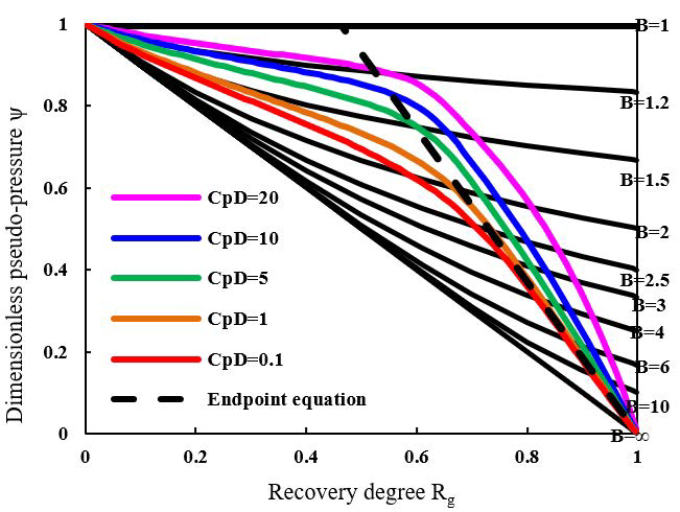 1
0.8
0.6
0.4
0.2
0
0
0.2
0.4
0.6
0.8
1
Dimensionless pseudo-pressure ψ
Recovery degree Rg
CpD=20
CpD=10
CpD=5
CpD=1
CpD=0.1
Endpoint equation
B=1
B=1.2
B=1.5
B=2
B=2.5
B=3
B=4
B=6
B=10
B=∞